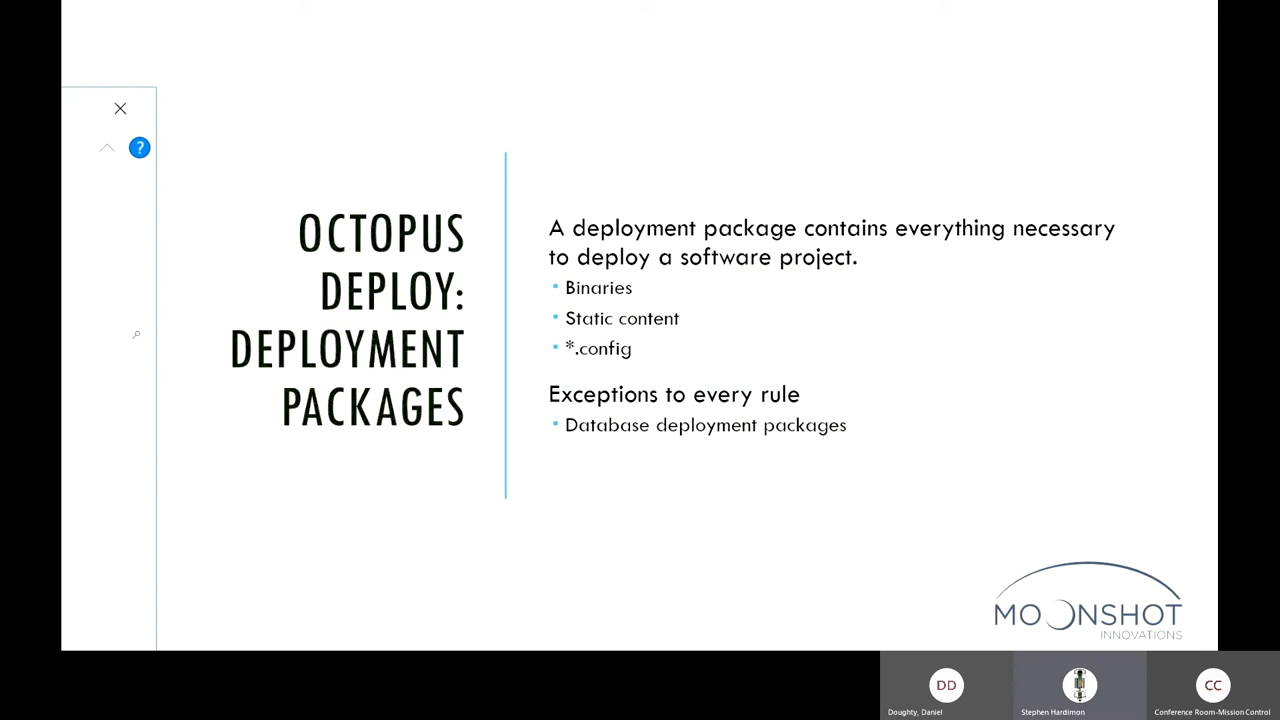 ?
OCTOPUS
DEPLOY:
DEPLOYMENT
PACKAGES
A deployment package contains everything necessary
to deploy a software project.
Binaries
Static content
*.config
Exceptions to every rule
Database deployment packages
MOONSHOT
INNOVATIONS
DD
CC
Doughty, Daniel
Stephen Hardimon
Conference Room-Mission Control